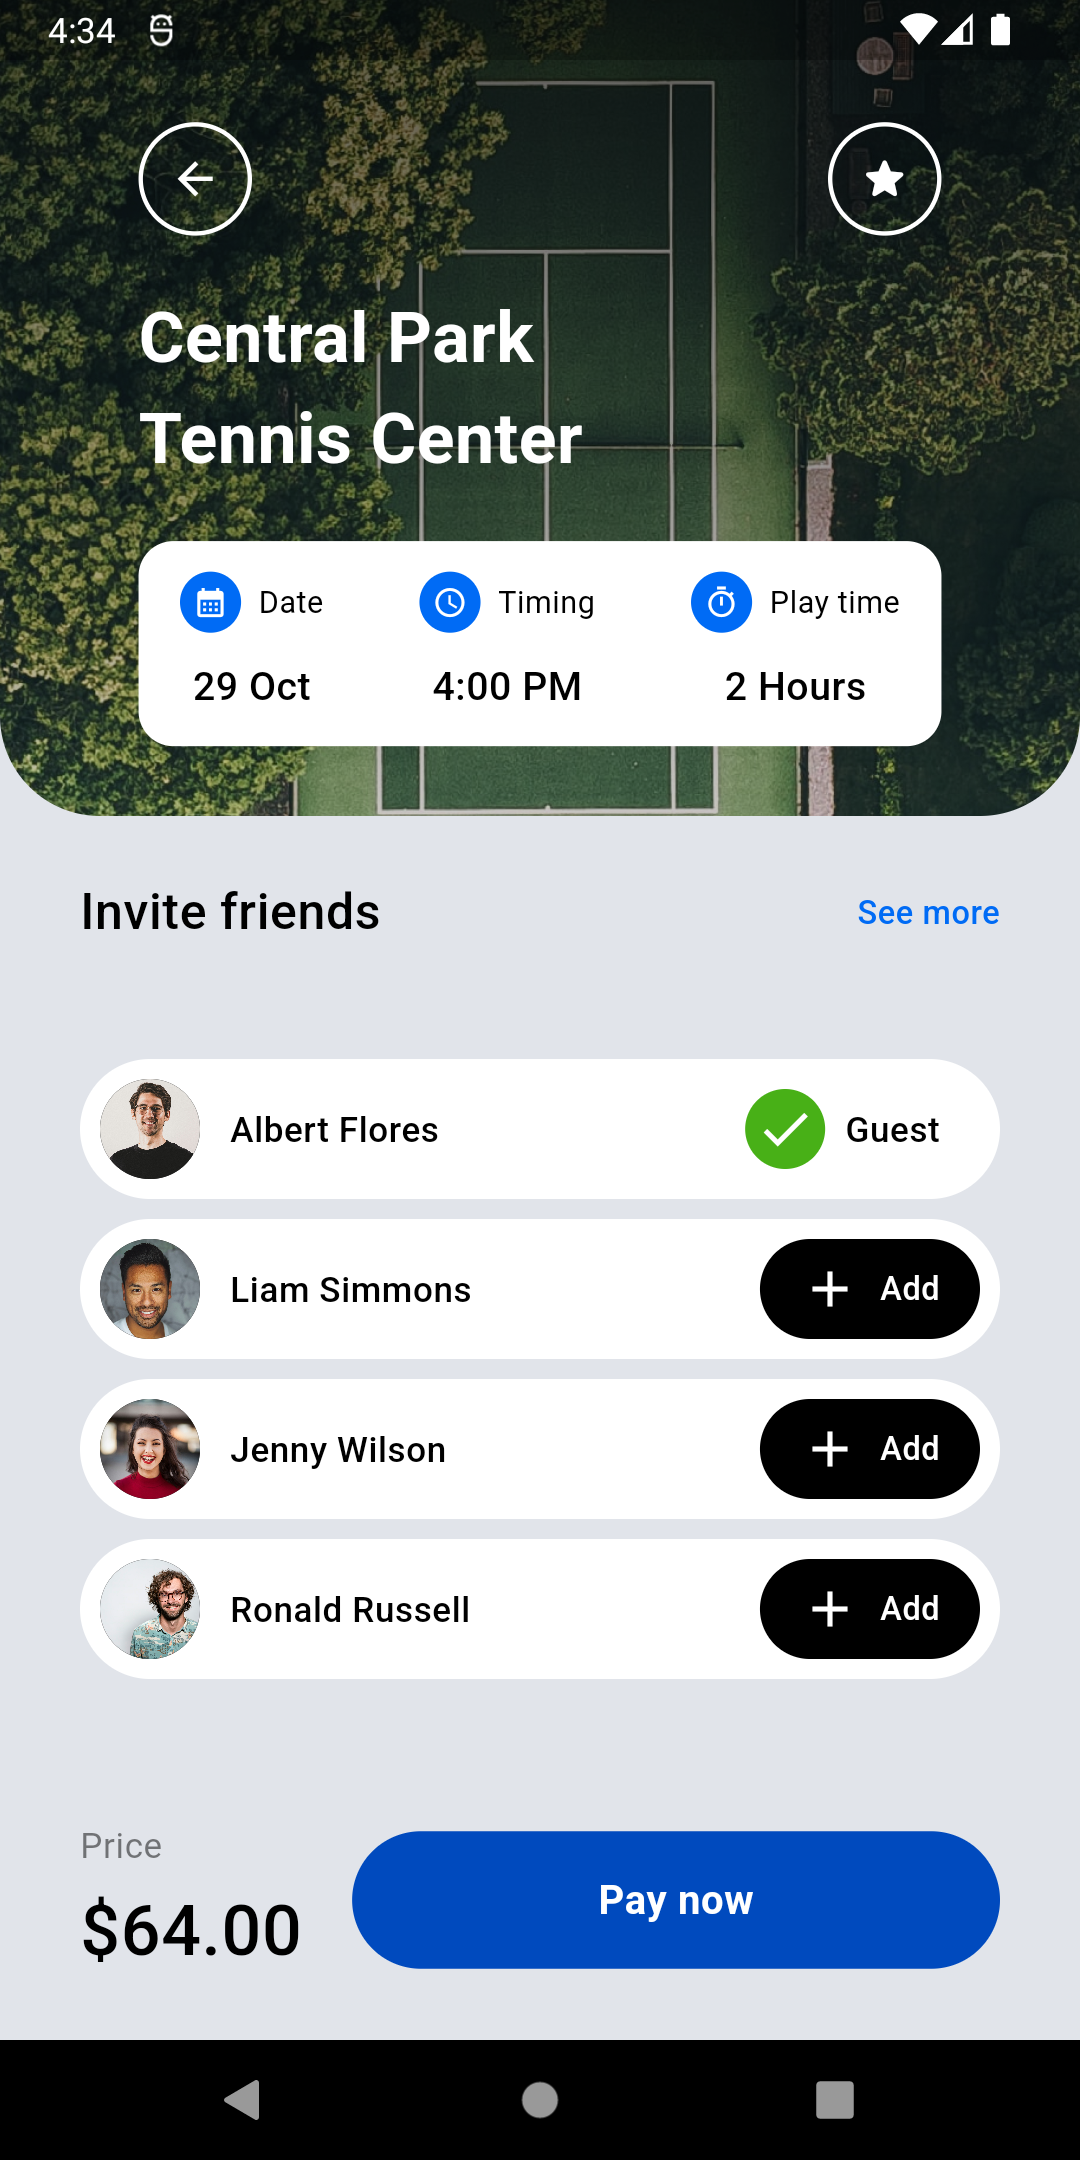 4:34
Central Park
Tennis Center
Date Timing Play time
29 Oct 4:00 PM 2 Hours
Invite friends See more
Albert Flores Guest
Liam Simmons Add
Jenny Wilson Add
Ronald Russell Add
Price
$64.00 Pay now